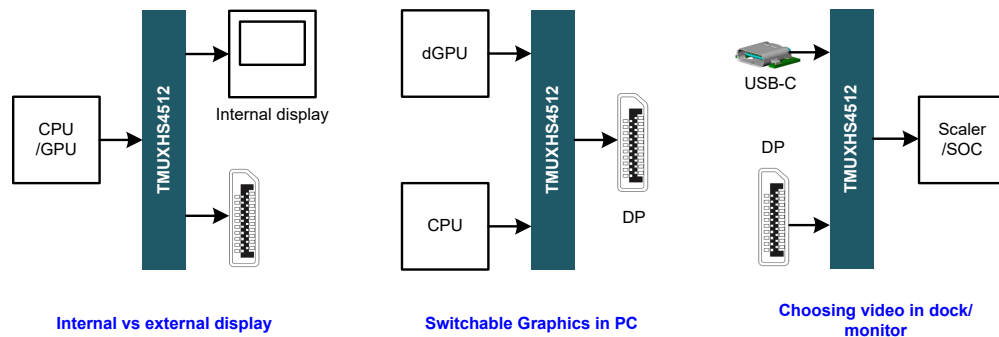 CPU
/GPU
TMUXHS4512
Internal display
Internal vs external display
dGPU
CPU
TMUXHS4512
DP
Switchable Graphics in PC
USB-C
DP
TMUXHS4512
Scaler
/SOC
Choosing video in dock/
monitor